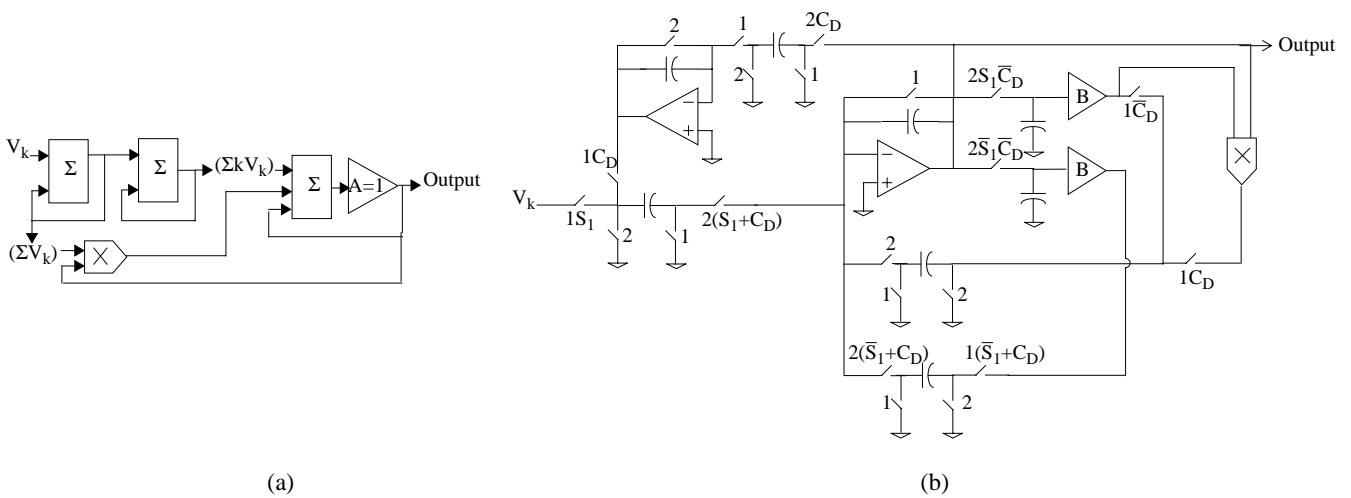 V_k
Σ
Σ
(ΣkV_k)
Σ
A=1
Output
(ΣV_k)
×
(a)
2
1
2C_D
Output
2
1
−
+
1C_D
V_k
1S_1
2
1
2(S_1+C_D)
1
2S_1C̅_D
B
1C̅_D
−
+
2S̅_1C̅_D
B
×
2
1
2
1C_D
2(S̅_1+C_D)
1(S̅_1+C_D)
1
2
(b)